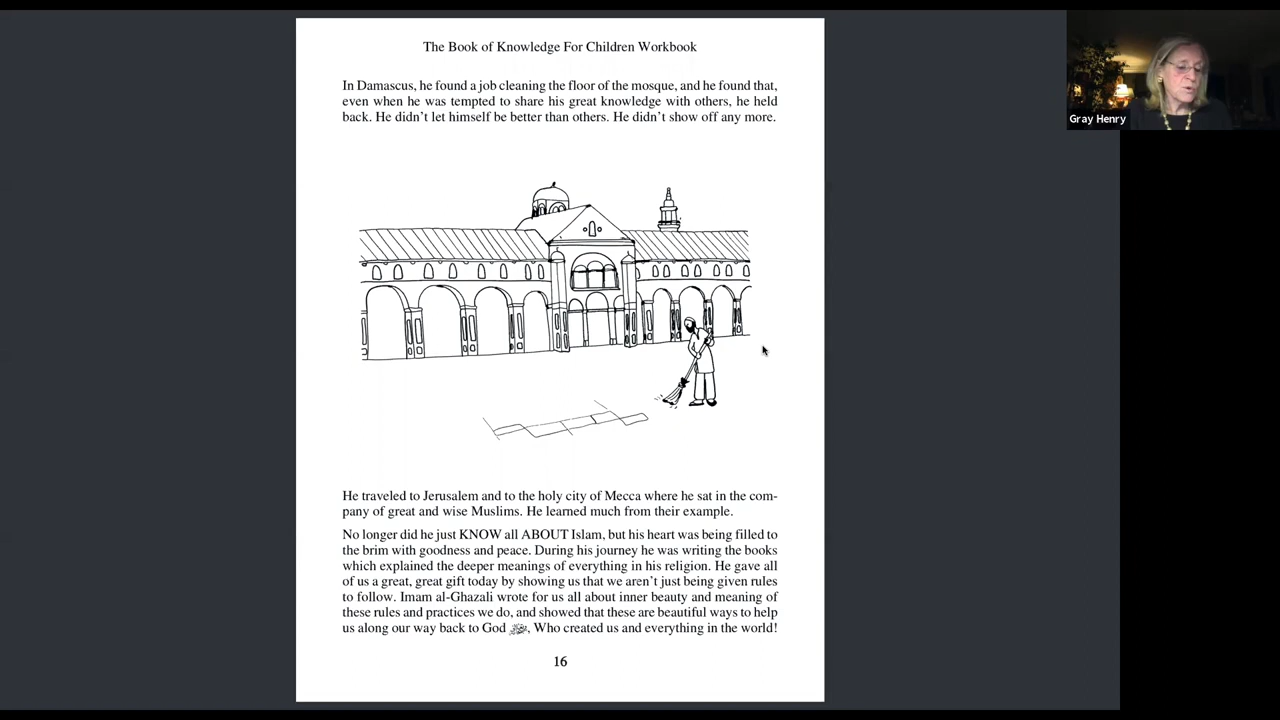 The Book of Knowledge For Children Workbook
In Damascus, he found a job cleaning the floor of the mosque, and he found that,
even when he was tempted to share his great knowledge with others, he held
back. He didn't let himself be better than others. He didn't show off any more.
He traveled to Jerusalem and to the holy city of Mecca where he sat in the com-
pany of great and wise Muslims. He learned much from their example.
No longer did he just KNOW all ABOUT Islam, but his heart was being filled to
the brim with goodness and peace. During his journey he was writing the books
which explained the deeper meanings of everything in his religion. He gave all
of us a great, great gift today by showing us that we aren't just being given rules
to follow. Imam al-Ghazali wrote for us all about inner beauty and meaning of
these rules and practices we do, and showed that these are beautiful ways to help
us along our way back to God , Who created us and everything in the world!
16
Gray Henry